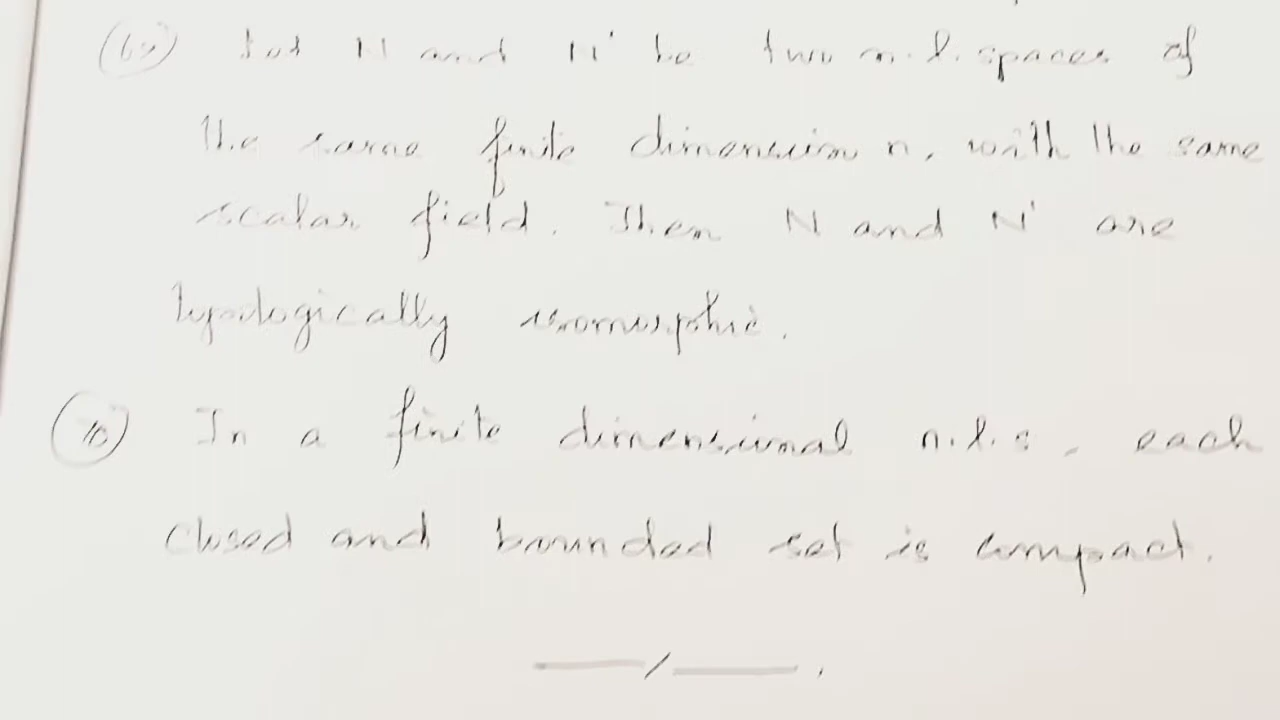 Let N and N' be two n.l. spaces of
the same finite dimension n, with the same
scalar field. Then N and N' are
topologically isomorphic.
(10) In a finite dimensional n.l.s, each
closed and bounded set is compact.